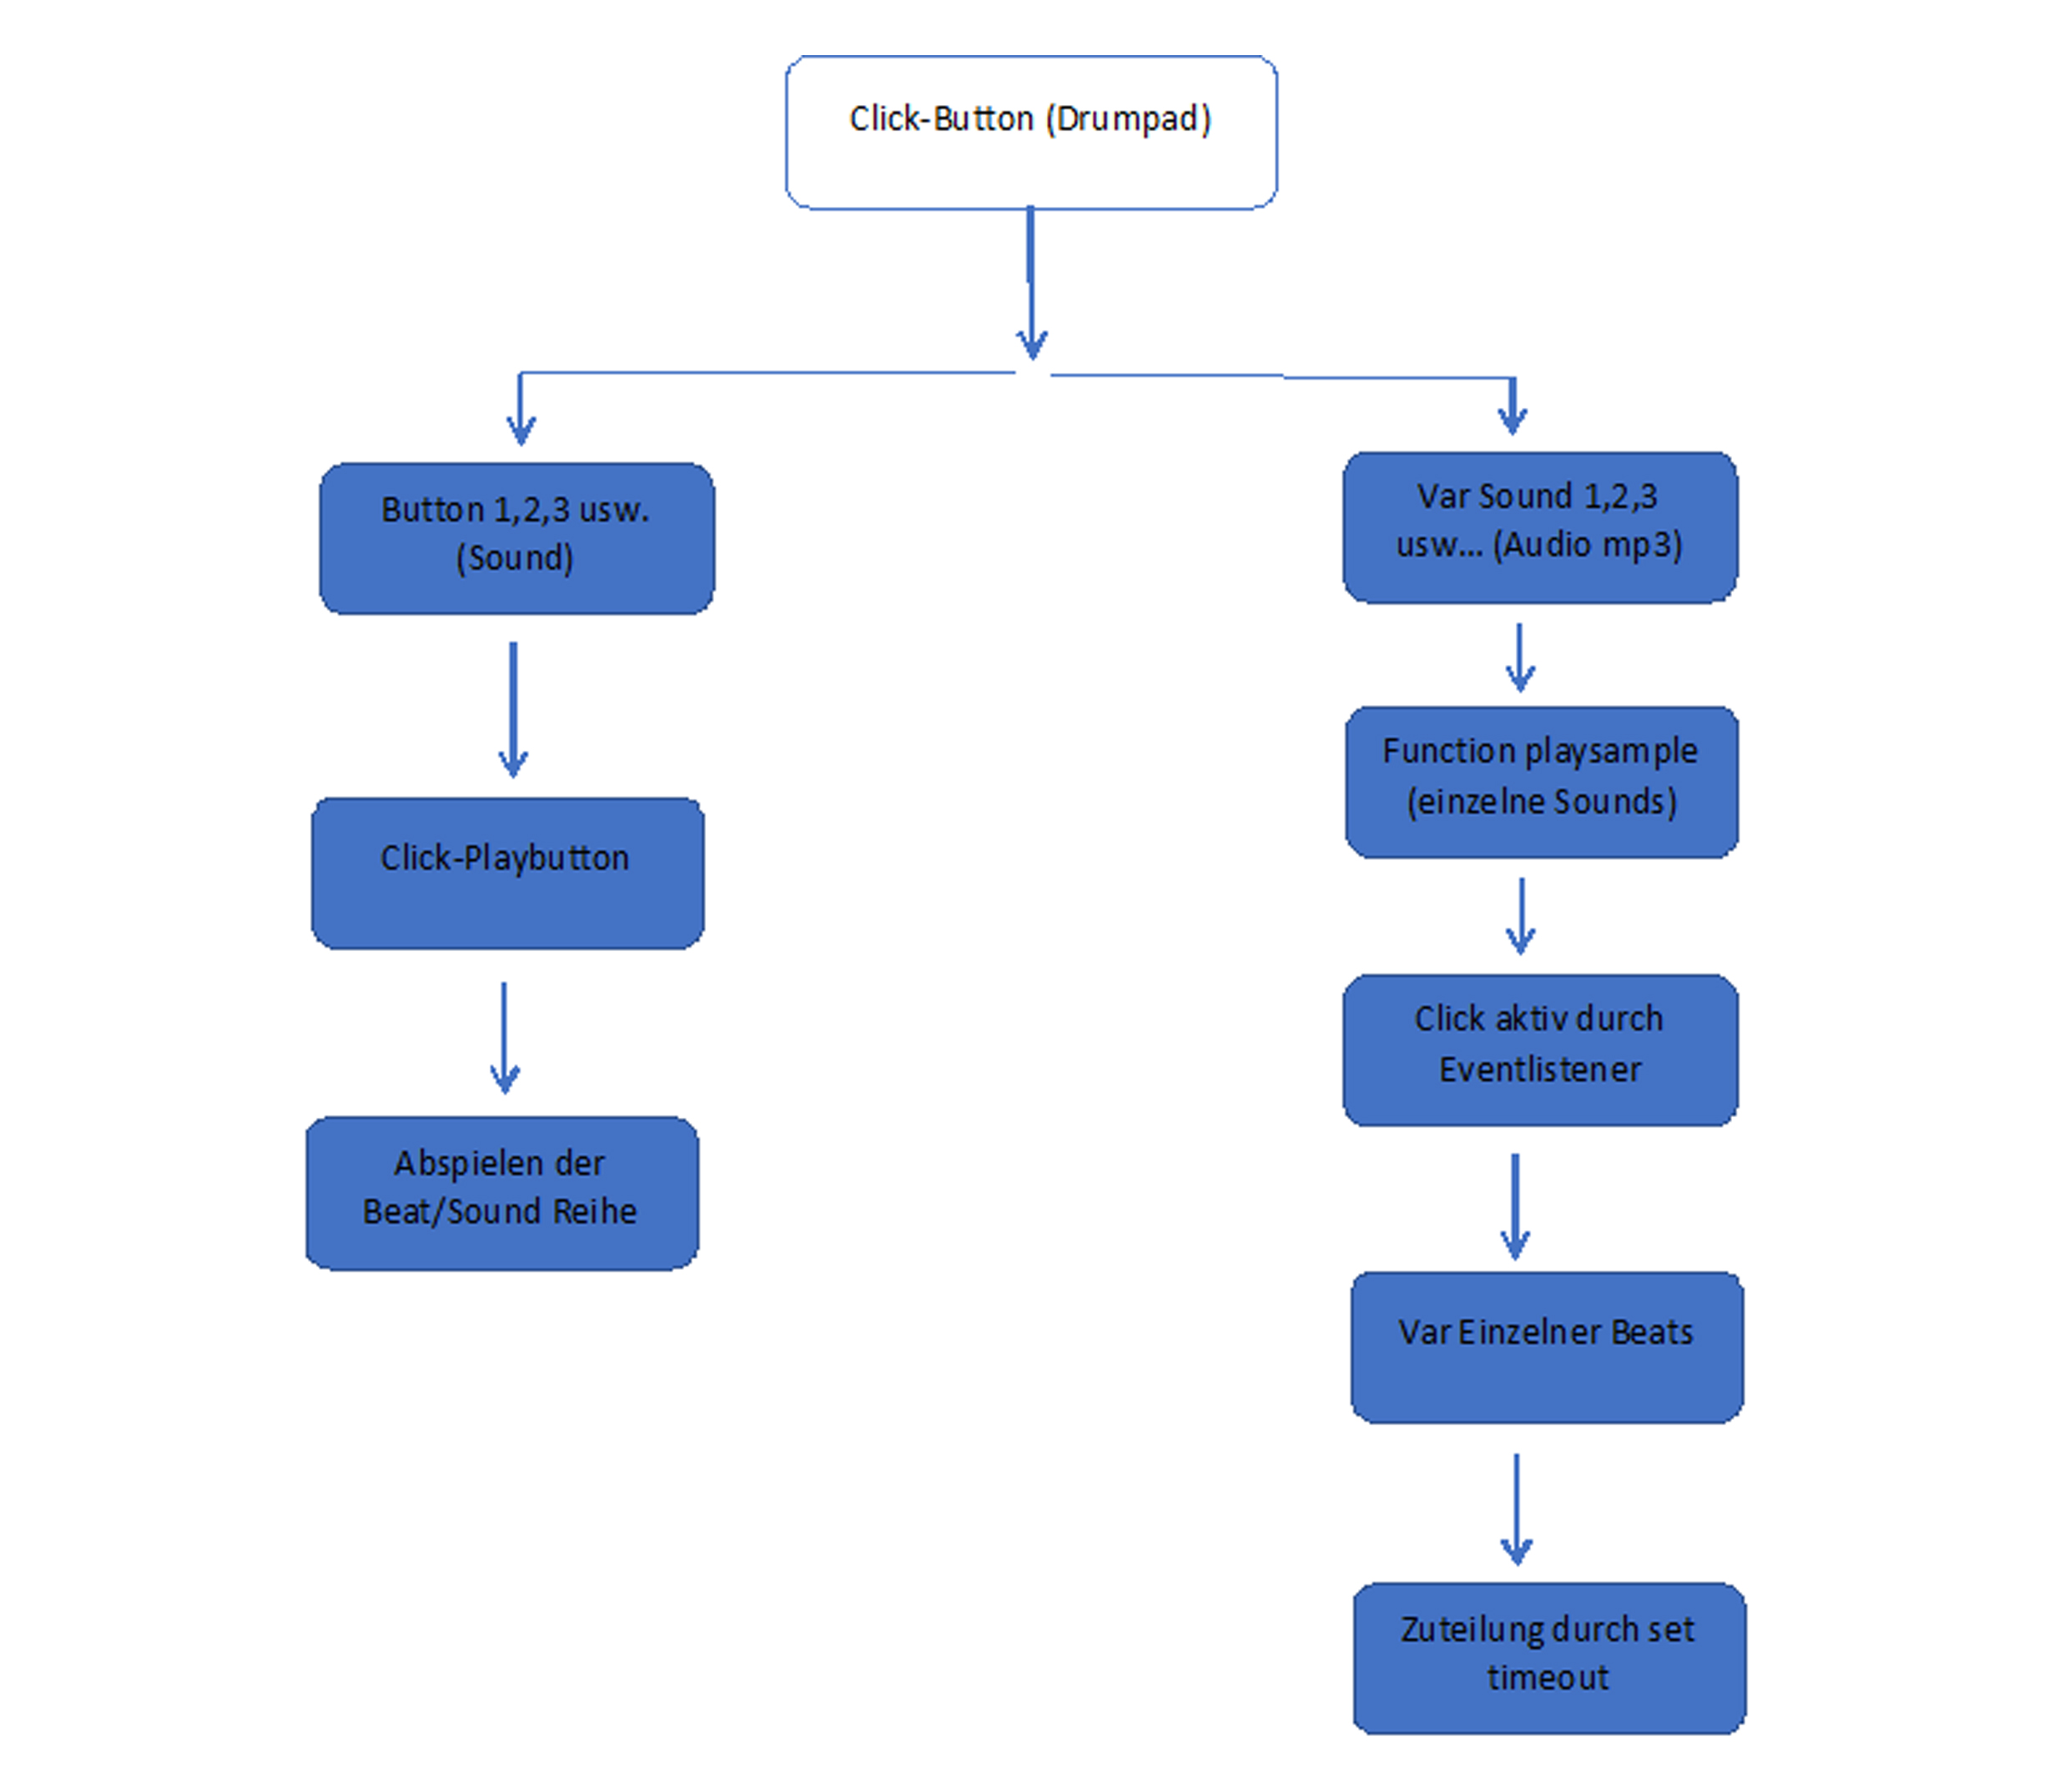 Click-Button (Drumpad)
Button 1,2,3 usw.
(Sound)
Click-Playbutton
Abspielen der
Beat/Sound Reihe
Var Sound 1,2,3
usw... (Audio mp3)
Function playsample
(einzelne Sounds)
Click aktiv durch
Eventlistener
Var Einzelner Beats
Zuteilung durch set
timeout